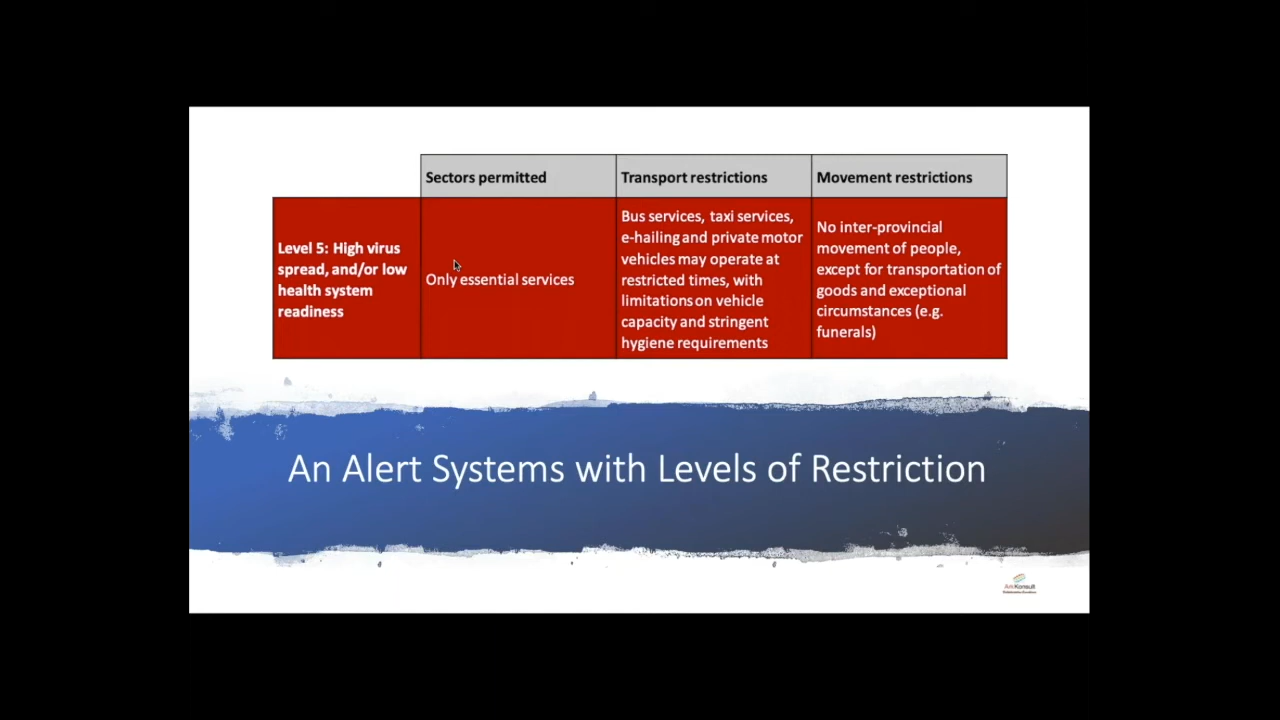 Sectors permitted
Transport restrictions
Movement restrictions
Level 5: High virus
spread, and/or low
health system
readiness
Only essential services
Bus services, taxi services,
e-hailing and private motor
vehicles may operate at
restricted times, with
limitations on vehicle
capacity and stringent
hygiene requirements
No inter-provincial
movement of people,
except for transportation of
goods and exceptional
circumstances (e.g.
funerals)
An Alert Systems with Levels of Restriction
ArkKonsult